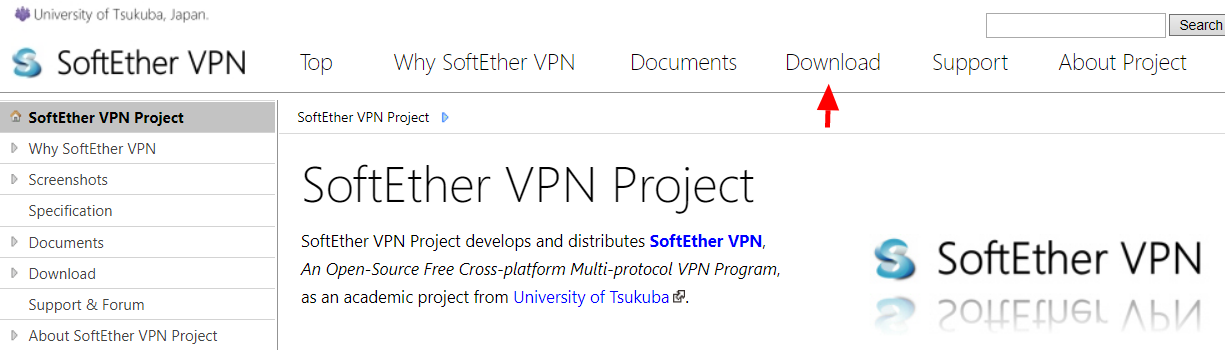 University of Tsukuba, Japan.
Search
SoftEther VPN
Top Why SoftEther VPN Documents Download Support About Project
SoftEther VPN Project
Why SoftEther VPN
Screenshots
Specification
Documents
Download
Support & Forum
About SoftEther VPN Project
SoftEther VPN Project
SoftEther VPN Project
SoftEther VPN Project develops and distributes SoftEther VPN,
An Open-Source Free Cross-platform Multi-protocol VPN Program,
as an academic project from University of Tsukuba.
SoftEther VPN
SoftEther VPN